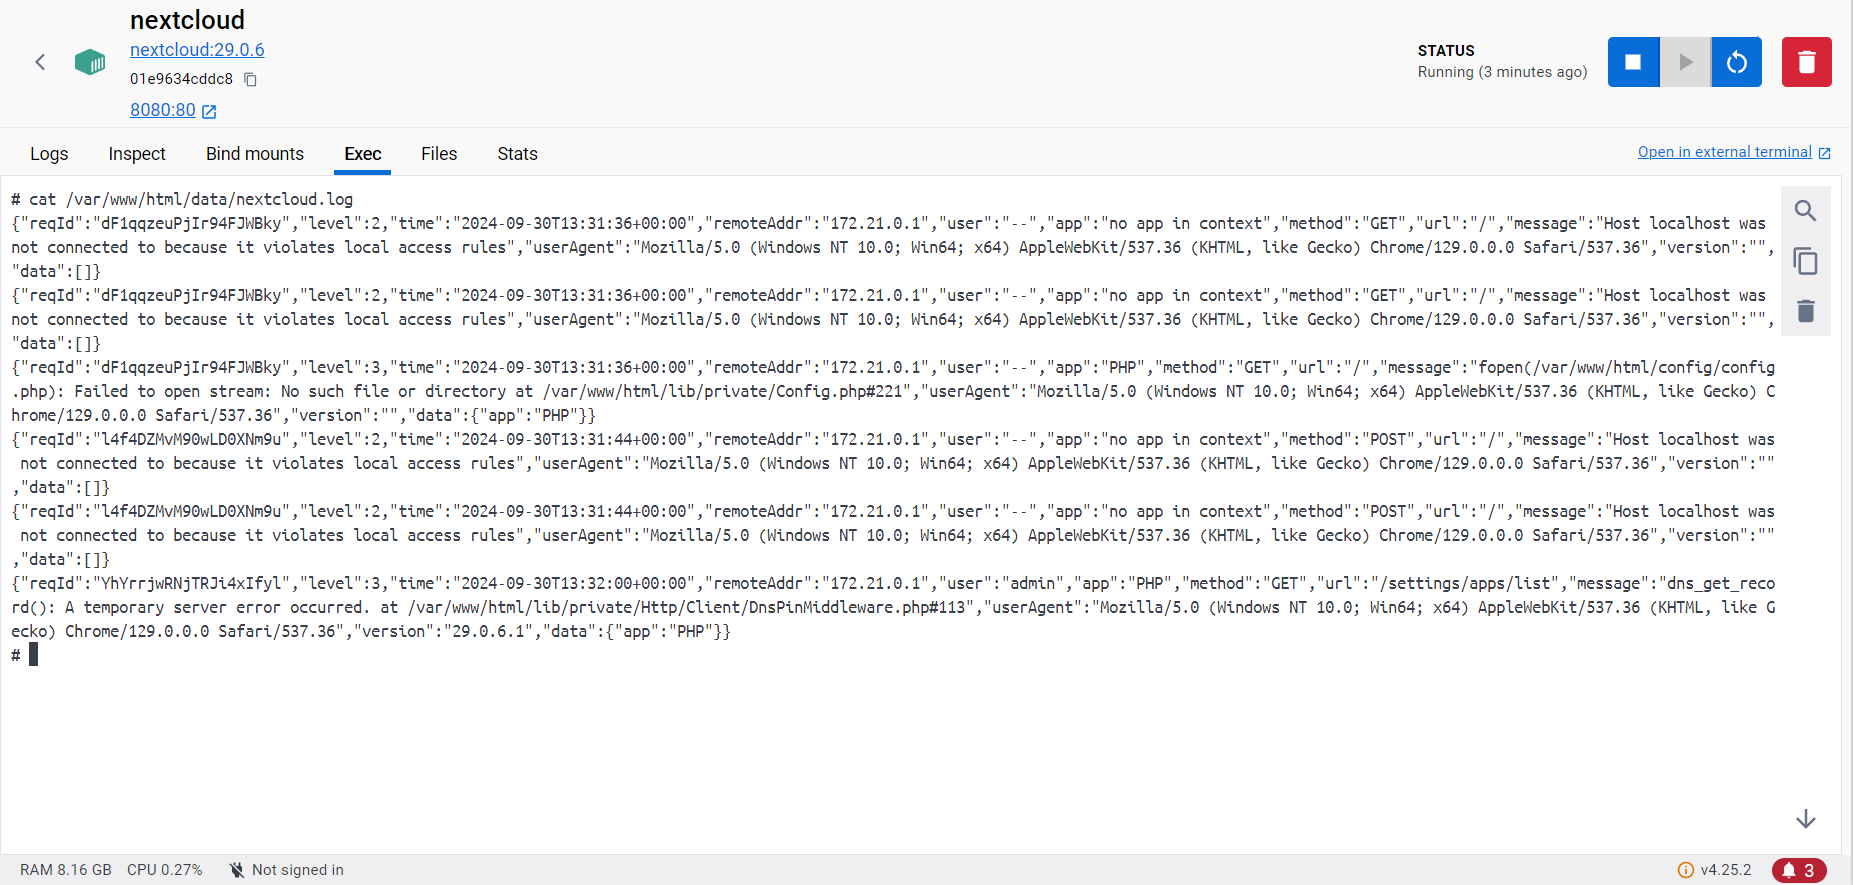 nextcloud
nextcloud:29.0.6
01e9634cddc8
8080:80
STATUS
Running (3 minutes ago)
Logs Inspect Bind mounts Exec Files Stats
Open in external terminal
# cat /var/www/html/data/nextcloud.log
{"reqId":"dF1qqzeuPjIr94FJWBky","level":2,"time":"2024-09-30T13:31:36+00:00","remoteAddr":"172.21.0.1","user":"--","app":"no app in context","method":"GET","url":"/","message":"Host localhost was
not connected to because it violates local access rules","userAgent":"Mozilla/5.0 (Windows NT 10.0; Win64; x64) AppleWebKit/537.36 (KHTML, like Gecko) Chrome/129.0.0.0 Safari/537.36","version":"",
"data":[]}
{"reqId":"dF1qqzeuPjIr94FJWBky","level":2,"time":"2024-09-30T13:31:36+00:00","remoteAddr":"172.21.0.1","user":"--","app":"no app in context","method":"GET","url":"/","message":"Host localhost was
not connected to because it violates local access rules","userAgent":"Mozilla/5.0 (Windows NT 10.0; Win64; x64) AppleWebKit/537.36 (KHTML, like Gecko) Chrome/129.0.0.0 Safari/537.36","version":"",
"data":[]}
{"reqId":"dF1qqzeuPjIr94FJWBky","level":3,"time":"2024-09-30T13:31:36+00:00","remoteAddr":"172.21.0.1","user":"--","app":"PHP","method":"GET","url":"/","message":"fopen(/var/www/html/config/config
.php): Failed to open stream: No such file or directory at /var/www/html/lib/private/Config.php#221","userAgent":"Mozilla/5.0 (Windows NT 10.0; Win64; x64) AppleWebKit/537.36 (KHTML, like Gecko) C
hrome/129.0.0.0 Safari/537.36","version":"","data":{"app":"PHP"}}
{"reqId":"l4f4DZMvM90wLD0XNm9u","level":2,"time":"2024-09-30T13:31:44+00:00","remoteAddr":"172.21.0.1","user":"--","app":"no app in context","method":"POST","url":"/","message":"Host localhost was
not connected to because it violates local access rules","userAgent":"Mozilla/5.0 (Windows NT 10.0; Win64; x64) AppleWebKit/537.36 (KHTML, like Gecko) Chrome/129.0.0.0 Safari/537.36","version":""
,"data":[]}
{"reqId":"l4f4DZMvM90wLD0XNm9u","level":2,"time":"2024-09-30T13:31:44+00:00","remoteAddr":"172.21.0.1","user":"--","app":"no app in context","method":"POST","url":"/","message":"Host localhost was
not connected to because it violates local access rules","userAgent":"Mozilla/5.0 (Windows NT 10.0; Win64; x64) AppleWebKit/537.36 (KHTML, like Gecko) Chrome/129.0.0.0 Safari/537.36","version":""
,"data":[]}
{"reqId":"YhYrrjwRNjTRJi4xIfyl","level":3,"time":"2024-09-30T13:32:00+00:00","remoteAddr":"172.21.0.1","user":"admin","app":"PHP","method":"GET","url":"/settings/apps/list","message":"dns_get_reco
rd(): A temporary server error occurred. at /var/www/html/lib/private/Http/Client/DnsPinMiddleware.php#113","userAgent":"Mozilla/5.0 (Windows NT 10.0; Win64; x64) AppleWebKit/537.36 (KHTML, like G
ecko) Chrome/129.0.0.0 Safari/537.36","version":"29.0.6.1","data":{"app":"PHP"}}
#
RAM 8.16 GB CPU 0.27% Not signed in v4.25.2 3